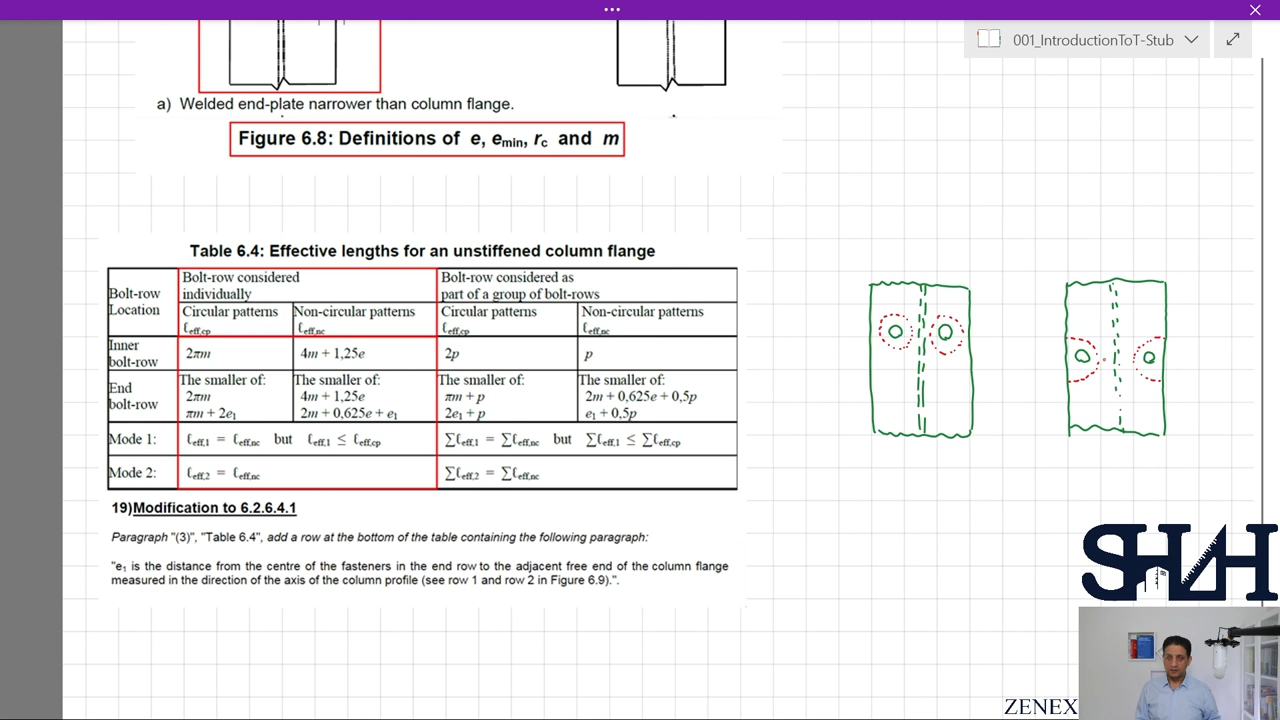 001_IntroductionToT-Stub
a) Welded end-plate narrower than column flange.
Figure 6.8: Definitions of e, emin, rc and m
Table 6.4: Effective lengths for an unstiffened column flange
Bolt-row Location
Bolt-row considered individually
Bolt-row considered as part of a group of bolt-rows
Circular patterns ℓeff,cp
Non-circular patterns ℓeff,nc
Circular patterns ℓeff,cp
Non-circular patterns ℓeff,nc
Inner bolt-row
2πm
4m + 1,25e
2p
p
End bolt-row
The smaller of:
2πm
πm + 2e1
The smaller of:
4m + 1,25e
2m + 0,625e + e1
The smaller of:
πm + p
2e1 + p
The smaller of:
2m + 0,625e + 0,5p
e1 + 0,5p
Mode 1:
ℓeff,1 = ℓeff,nc but ℓeff,1 ≤ ℓeff,cp
∑ℓeff,1 = ∑ℓeff,nc but ∑ℓeff,1 ≤ ∑ℓeff,cp
Mode 2:
ℓeff,2 = ℓeff,nc
∑ℓeff,2 = ∑ℓeff,nc
19)Modification to 6.2.6.4.1
Paragraph "(3)", "Table 6.4", add a row at the bottom of the table containing the following paragraph:
"e1 is the distance from the centre of the fasteners in the end row to the adjacent free end of the column flange
measured in the direction of the axis of the column profile (see row 1 and row 2 in Figure 6.9).".
ZENEX